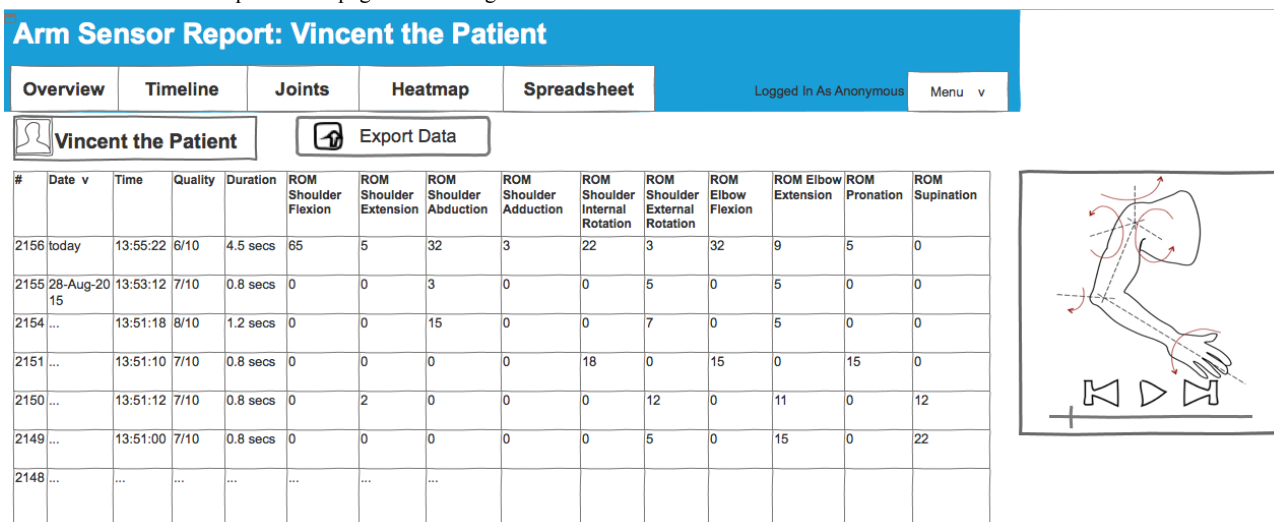 Arm Sensor Report: Vincent the Patient
Overview Timeline Joints Heatmap Spreadsheet Logged In As Anonymous Menu v
Vincent the Patient Export Data
# Date v Time Quality Duration ROM Shoulder Flexion ROM Shoulder Extension ROM Shoulder Abduction ROM Shoulder Adduction ROM Shoulder Internal Rotation ROM Shoulder External Rotation ROM Elbow Flexion ROM Elbow Extension ROM Pronation ROM Supination
2156 today 13:55:22 6/10 4.5 secs 65 5 32 3 22 3 32 9 5 0
2155 28-Aug-2015 13:53:12 7/10 0.8 secs 0 0 3 0 0 5 0 5 0 0
2154 ... 13:51:18 8/10 1.2 secs 0 0 15 0 0 7 0 5 0 0
2151 ... 13:51:10 7/10 0.8 secs 0 0 0 0 18 0 15 0 15 0
2150 ... 13:51:12 7/10 0.8 secs 0 2 0 0 0 12 0 11 0 12
2149 ... 13:51:00 7/10 0.8 secs 0 0 0 0 0 5 0 15 0 22
2148 ... ... ... ... ... ... ...